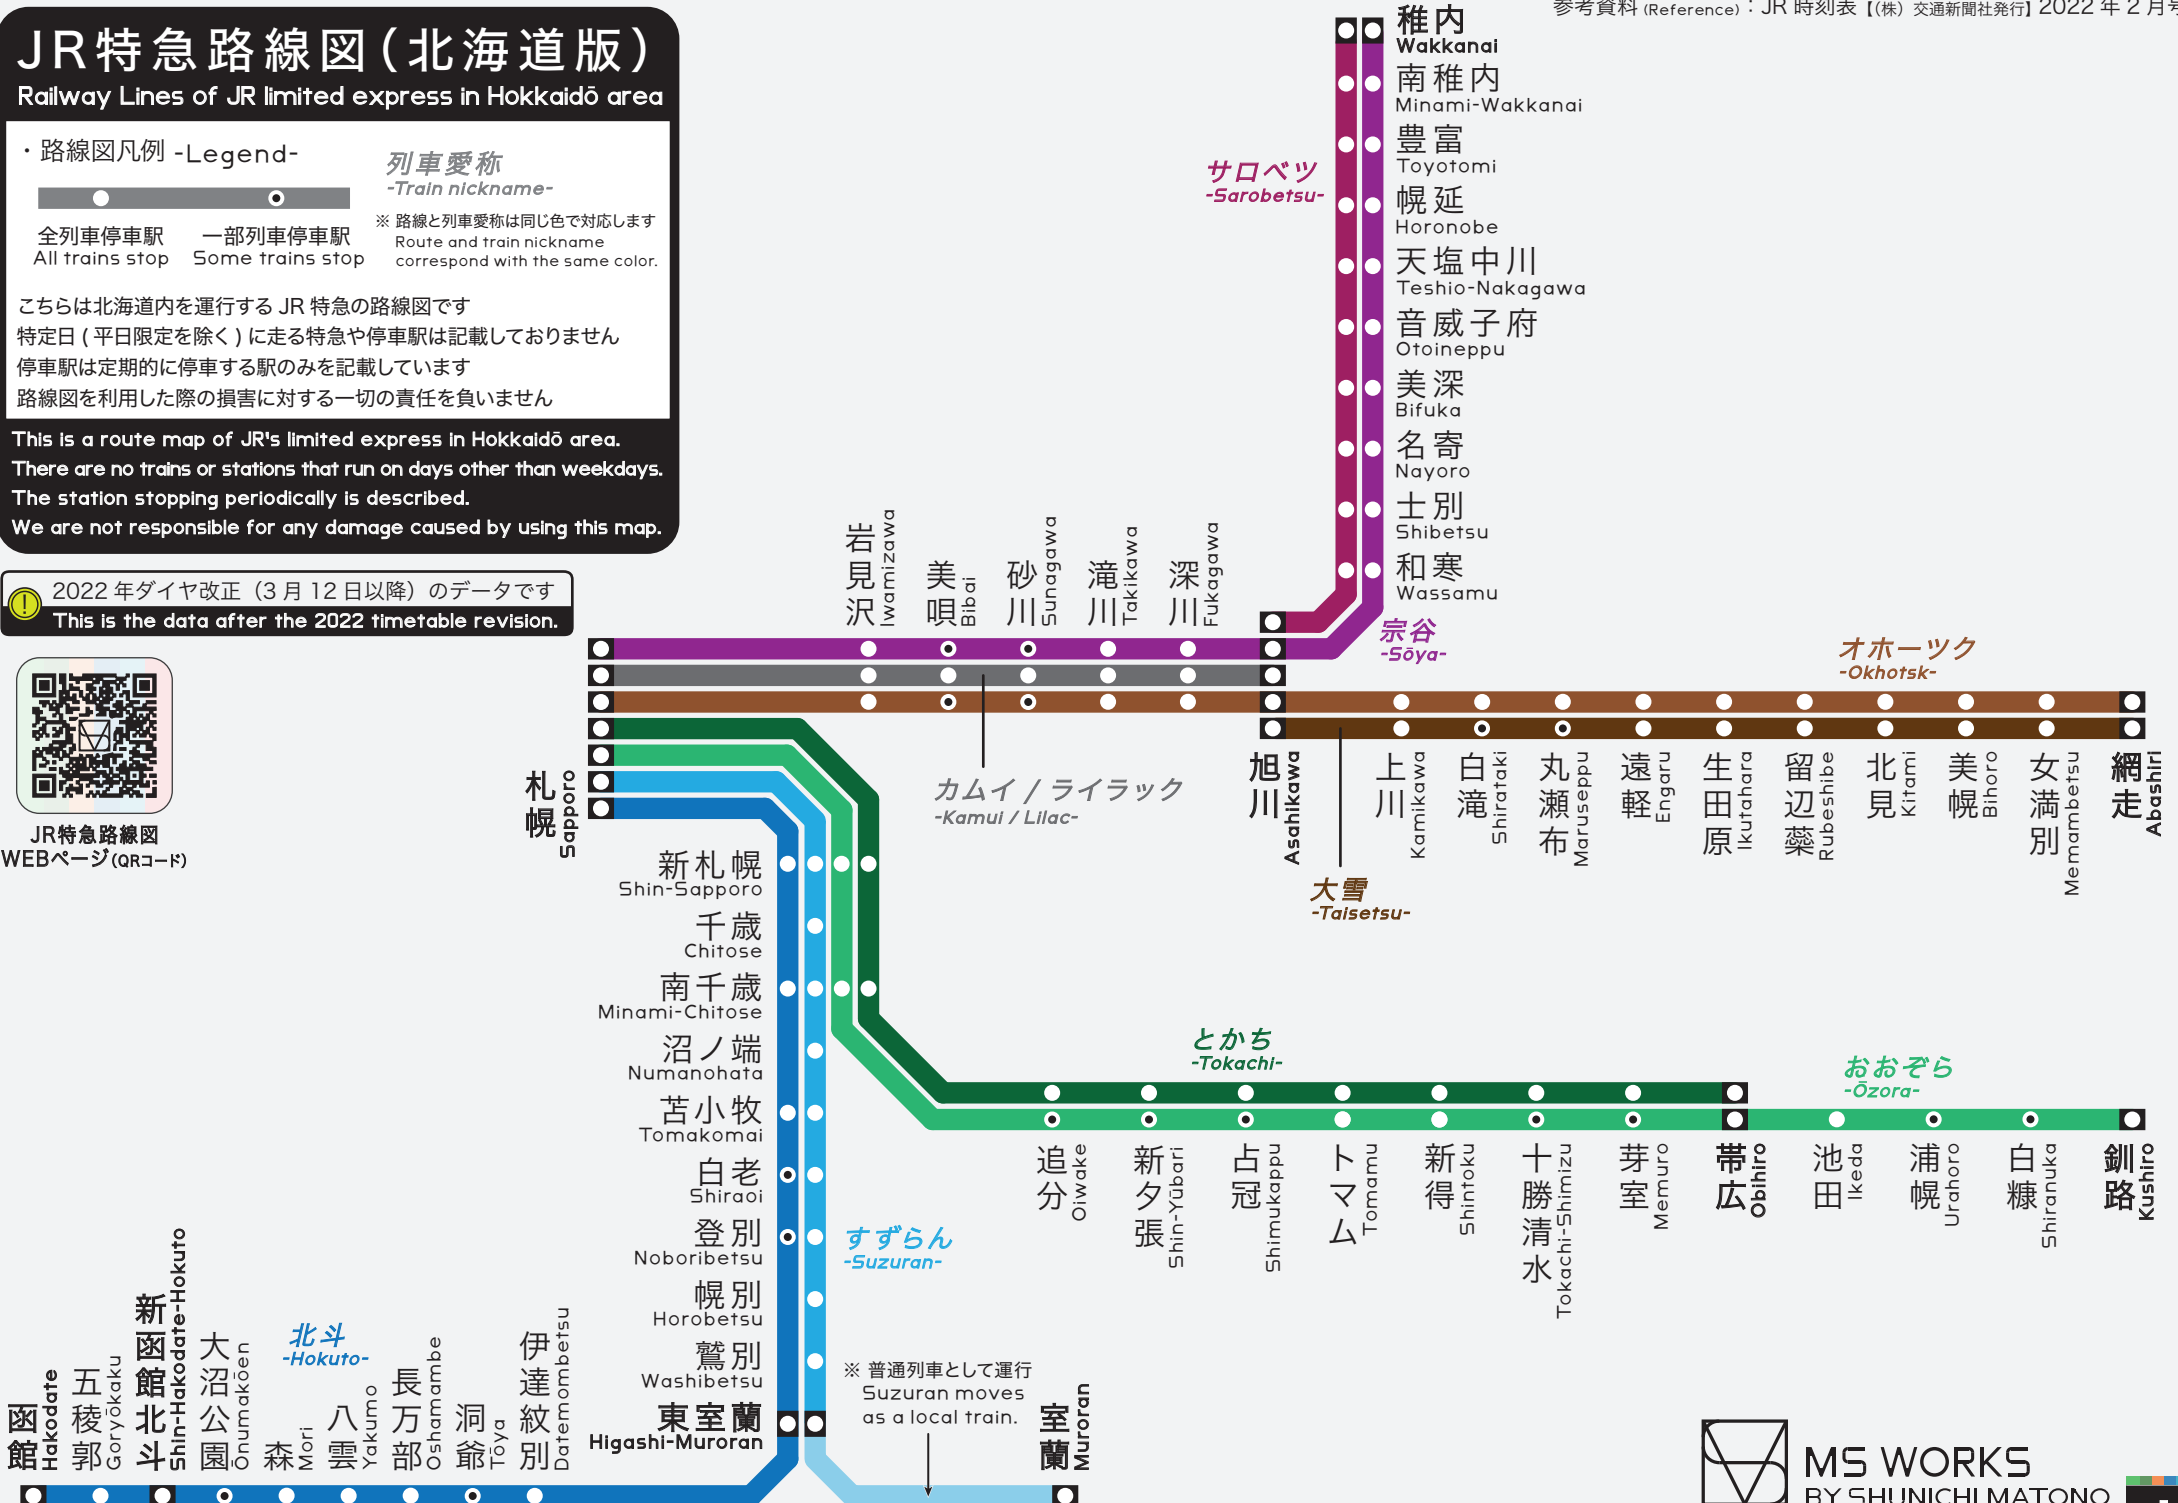 JR特急路線図(北海道版)
Railway Lines of JR limited express in Hokkaidō area
・路線図凡例 -Legend-
列車愛称
-Train nickname-
※ 路線と列車愛称は同じ色で対応します
Route and train nickname
correspond with the same color.
全列車停車駅
All trains stop
一部列車停車駅
Some trains stop
こちらは北海道内を運行する JR 特急の路線図です
特定日 ( 平日限定を除く ) に走る特急や停車駅は記載しておりません
停車駅は定期的に停車する駅のみを記載しています
路線図を利用した際の損害に対する一切の責任を負いません
This is a route map of JR's limited express in Hokkaidō area.
There are no trains or stations that run on days other than weekdays.
The station stopping periodically is described.
We are not responsible for any damage caused by using this map.
2022 年ダイヤ改正（3 月 12 日以降）のデータです
This is the data after the 2022 timetable revision.
JR特急路線図
WEBページ(QRコード)
参考資料 (Reference)：JR 時刻表【(株）交通新聞社発行】2022 年 2 月号
稚内
Wakkanai
南稚内
Minami-Wakkanai
豊富
Toyotomi
幌延
Horonobe
天塩中川
Teshio-Nakagawa
音威子府
Otoineppu
美深
Bifuka
名寄
Nayoro
士別
Shibetsu
和寒
Wassamu
サロベツ
-Sarobetsu-
宗谷
-Sōya-
岩見沢
Iwamizawa
美唄
Bibai
砂川
Sunagawa
滝川
Takikawa
深川
Fukagawa
カムイ / ライラック
-Kamui / Lilac-
オホーツク
-Okhotsk-
大雪
-Taisetsu-
札幌
Sapporo
旭川
Asahikawa
上川
Kamikawa
白滝
Shirataki
丸瀬布
Maruseppu
遠軽
Engaru
生田原
Ikutahara
留辺蘂
Rubeshibe
北見
Kitami
美幌
Bihoro
女満別
Memambetsu
網走
Abashiri
新札幌
Shin-Sapporo
千歳
Chitose
南千歳
Minami-Chitose
沼ノ端
Numanohata
苫小牧
Tomakomai
白老
Shiraoi
登別
Noboribetsu
幌別
Horobetsu
鷲別
Washibetsu
東室蘭
Higashi-Muroran
とかち
-Tokachi-
おおぞら
-Ōzora-
追分
Oiwake
新夕張
Shin-Yūbari
占冠
Shimukappu
トマム
Tomamu
新得
Shintoku
十勝清水
Tokachi-Shimizu
芽室
Memuro
帯広
Obihiro
池田
Ikeda
浦幌
Urahoro
白糠
Shiranuka
釧路
Kushiro
すずらん
-Suzuran-
※ 普通列車として運行
Suzuran moves
as a local train.
室蘭
Muroran
北斗
-Hokuto-
函館
Hakodate
五稜郭
Goryōkaku
新函館北斗
Shin-Hakodate-Hokuto
大沼公園
Ōnumakōen
森
Mori
八雲
Yakumo
長万部
Oshamambe
洞爺
Tōya
伊達紋別
Datemombetsu
MS WORKS
BY SHUNICHI MATONO